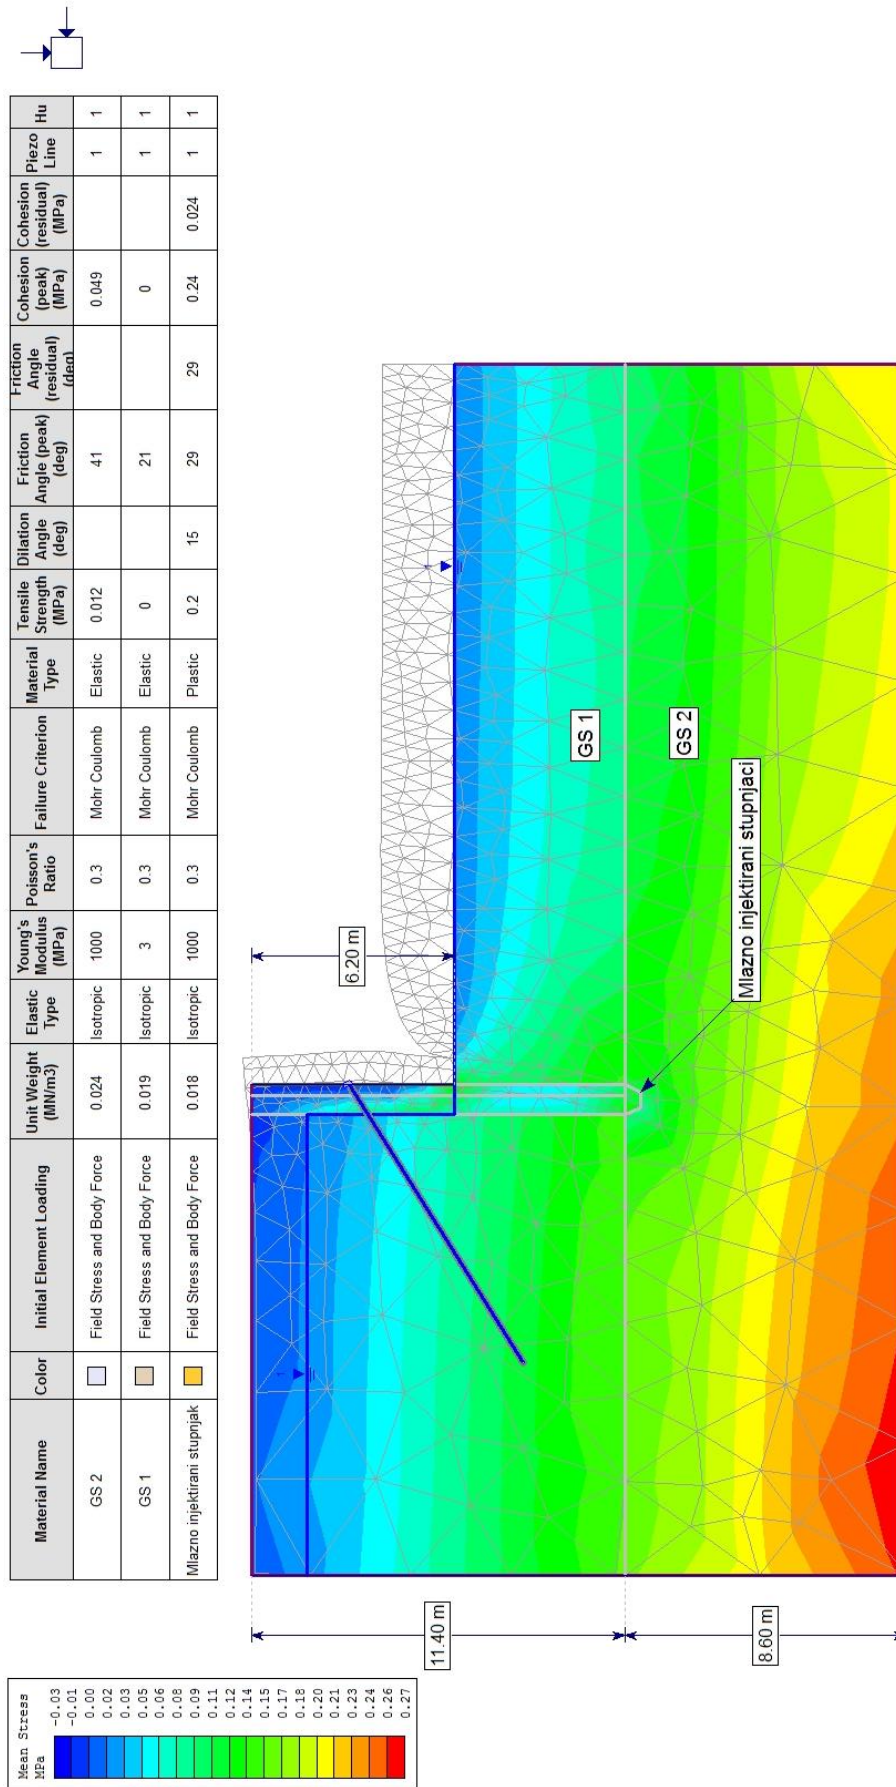 Mean Stress
MPa
-0.03
-0.01
0.00
0.02
0.03
0.05
0.06
0.08
0.09
0.11
0.12
0.14
0.15
0.17
0.18
0.20
0.21
0.23
0.24
0.26
0.27
Material Name Color Initial Element Loading Unit Weight (MN/m3) Elastic Type Young's Modulus (MPa) Poisson's Ratio Failure Criterion Material Type Tensile Strength (MPa) Dilation Angle (deg) Friction Angle (peak) (deg) Friction Angle (residual) (deg) Cohesion (peak) (MPa) Cohesion (residual) (MPa) Piezo Line Hu
GS 2 Field Stress and Body Force 0.024 Isotropic 1000 0.3 Mohr Coulomb Elastic 0.012 41 0.049 1 1
GS 1 Field Stress and Body Force 0.019 Isotropic 3 0.3 Mohr Coulomb Elastic 0 21 0 1 1
Mlazno injektirani stupnjak Field Stress and Body Force 0.018 Isotropic 1000 0.3 Mohr Coulomb Plastic 0.2 15 29 29 0.24 0.024 1 1
6.20 m
11.40 m
8.60 m
1
1
GS 1
GS 2
Mlazno injektirani stupnjaci